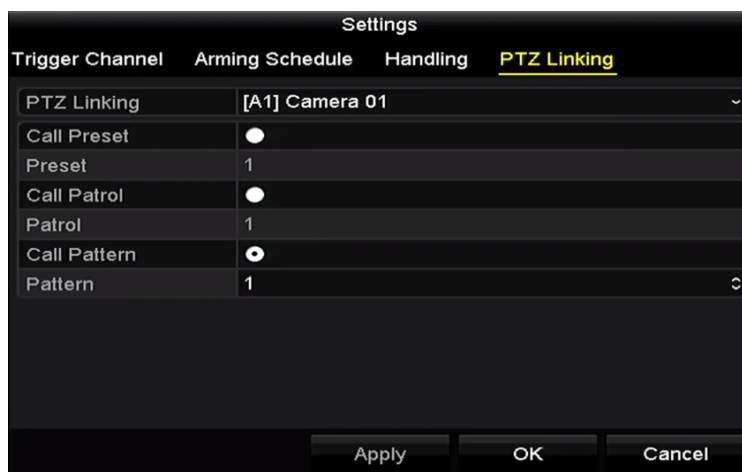 Settings
Trigger Channel Arming Schedule Handling PTZ Linking
PTZ Linking [A1] Camera 01
Call Preset
Preset 1
Call Patrol
Patrol 1
Call Pattern
Pattern 1
Apply OK Cancel